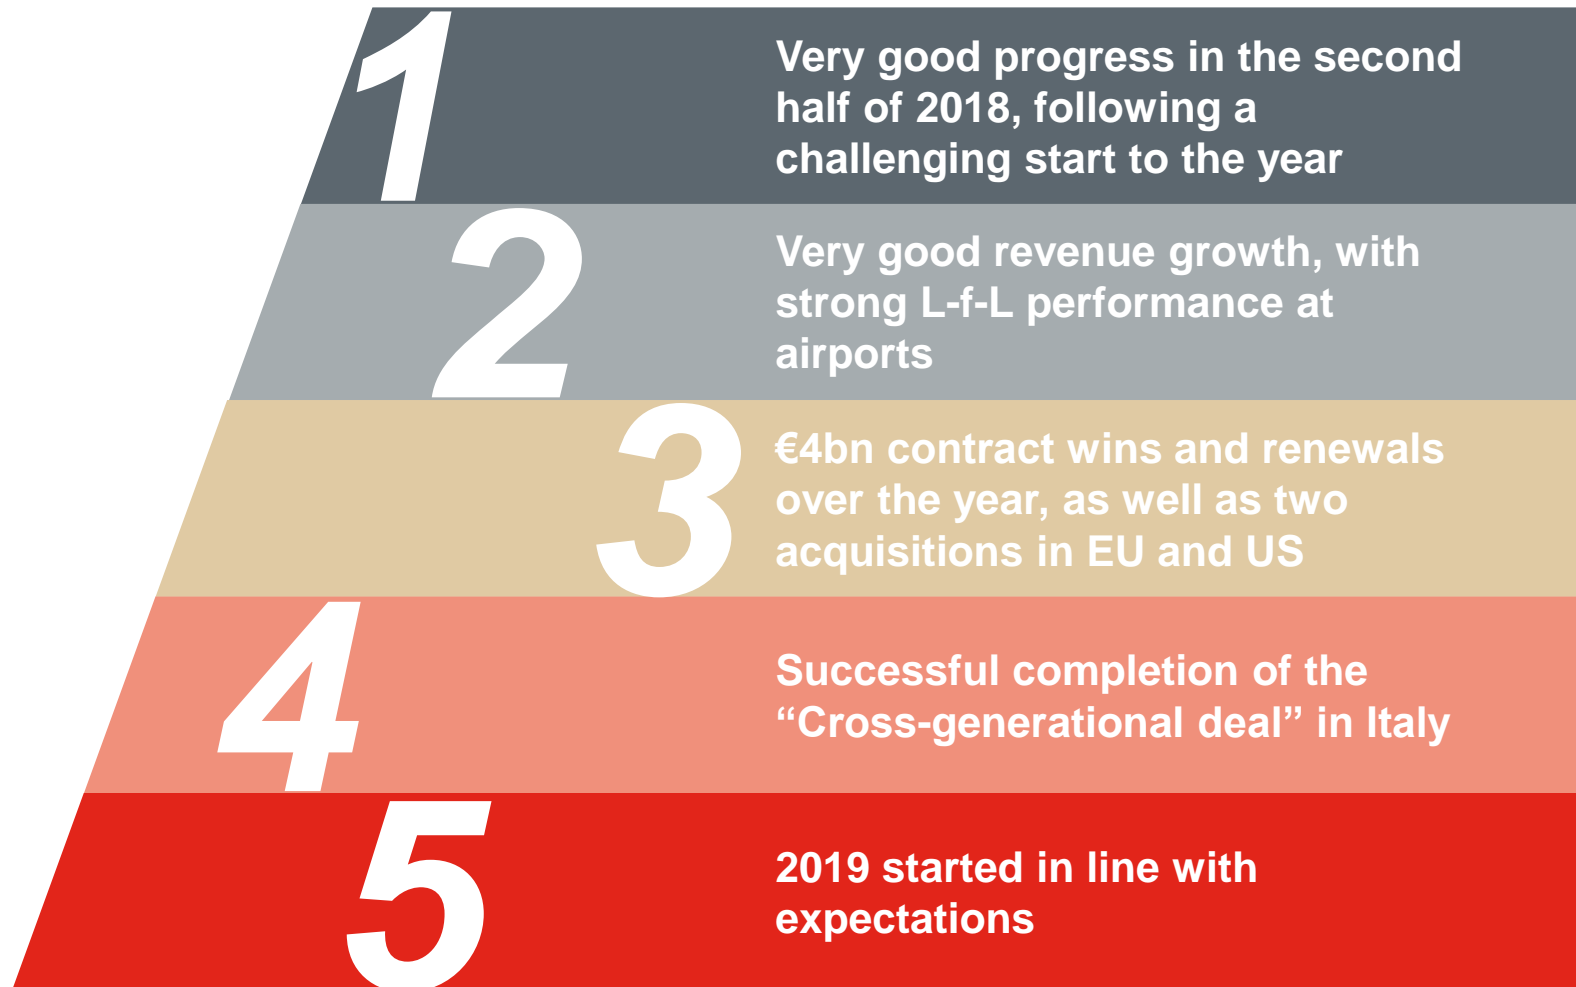 1
Very good progress in the second
half of 2018, following a
challenging start to the year
2
Very good revenue growth, with
strong L-f-L performance at
airports
3
€4bn contract wins and renewals
over the year, as well as two
acquisitions in EU and US
4
Successful completion of the
“Cross-generational deal” in Italy
5
2019 started in line with
expectations